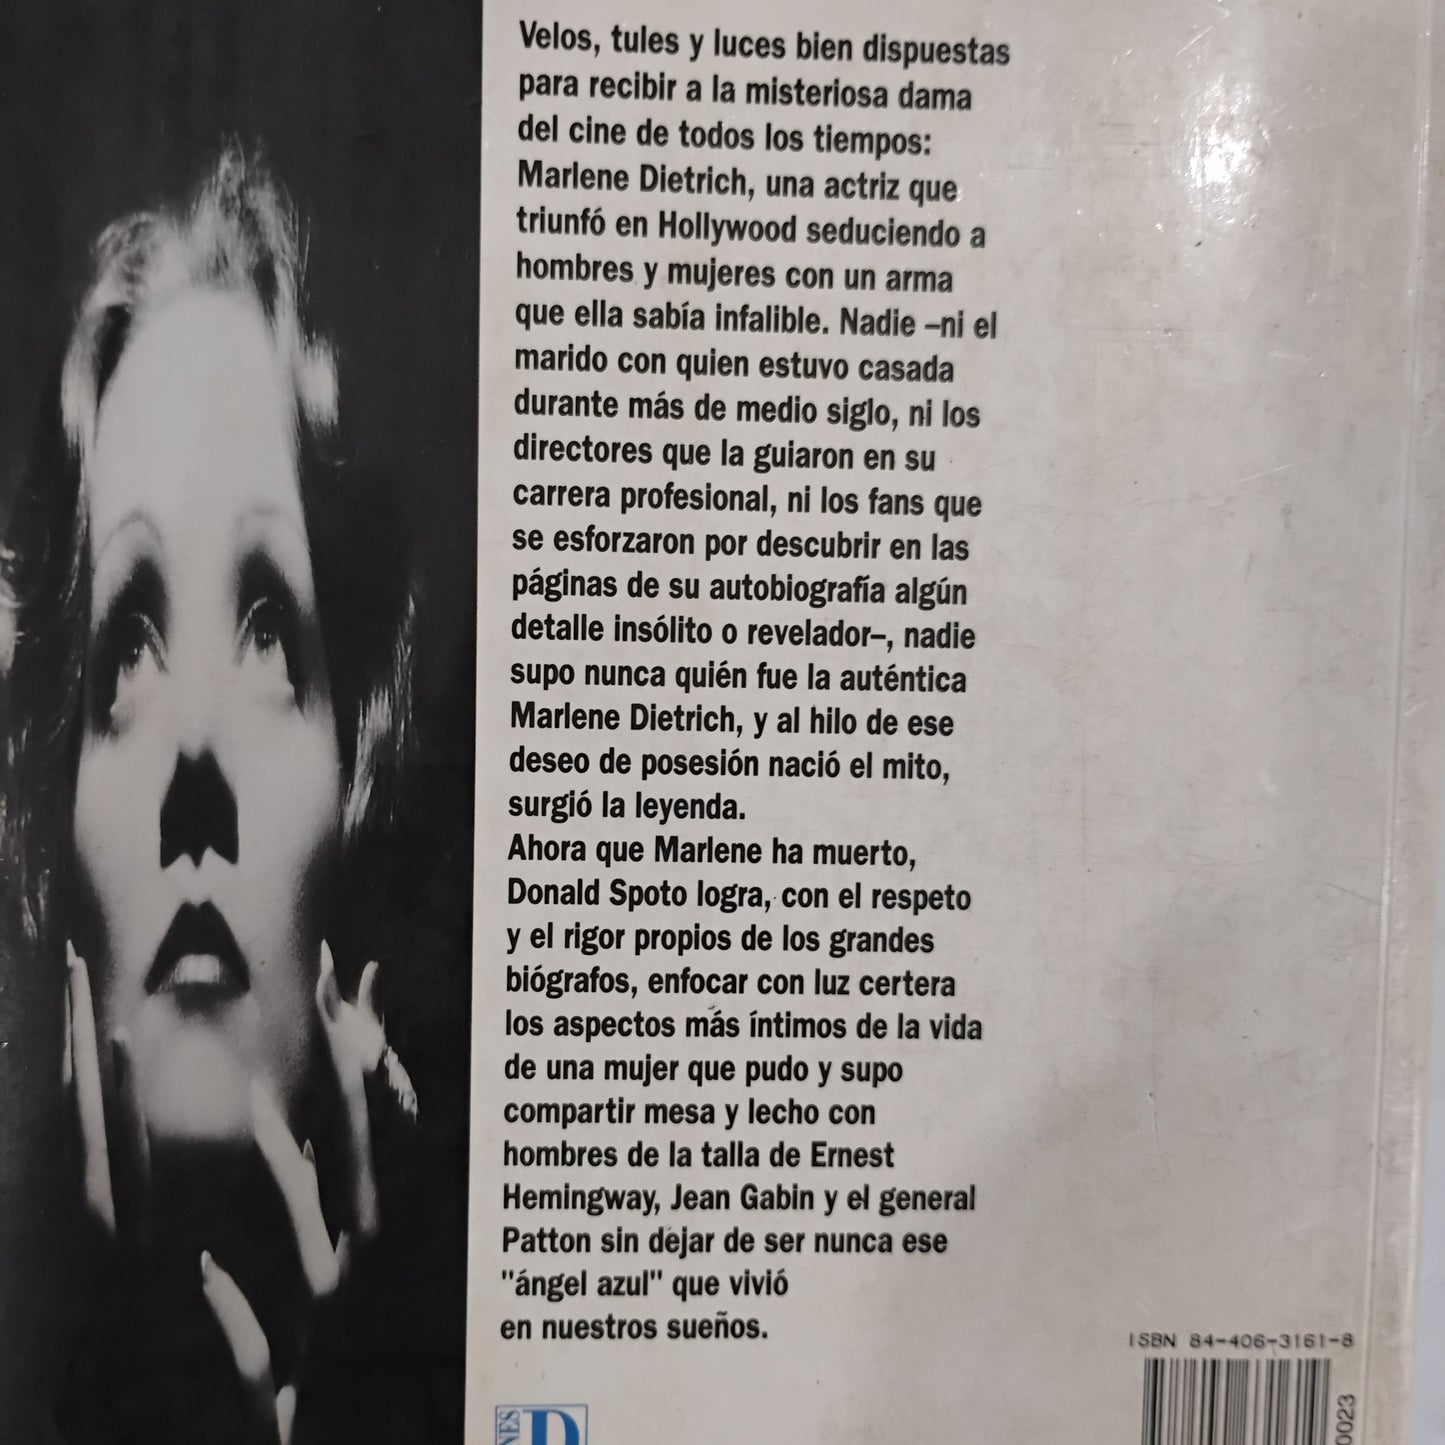 Velos, tules y luces bien dispuestas
para recibir a la misteriosa dama
del cine de todos los tiempos:
Marlene Dietrich, una actriz que
triunfó en Hollywood seduciendo a
hombres y mujeres con un arma
que ella sabía infalible. Nadie –ni el
marido con quien estuvo casada
durante más de medio siglo, ni los
directores que la guiaron en su
carrera profesional, ni los fans que
se esforzaron por descubrir en las
páginas de su autobiografía algún
detalle insólito o revelador–, nadie
supo nunca quién fue la auténtica
Marlene Dietrich, y al hilo de ese
deseo de posesión nació el mito,
surgió la leyenda.
Ahora que Marlene ha muerto,
Donald Spoto logra, con el respeto
y el rigor propios de los grandes
biógrafos, enfocar con luz certera
los aspectos más íntimos de la vida
de una mujer que pudo y supo
compartir mesa y lecho con
hombres de la talla de Ernest
Hemingway, Jean Gabin y el general
Patton sin dejar de ser nunca ese
"ángel azul" que vivió
en nuestros sueños.
ISBN 84-406-3161-8